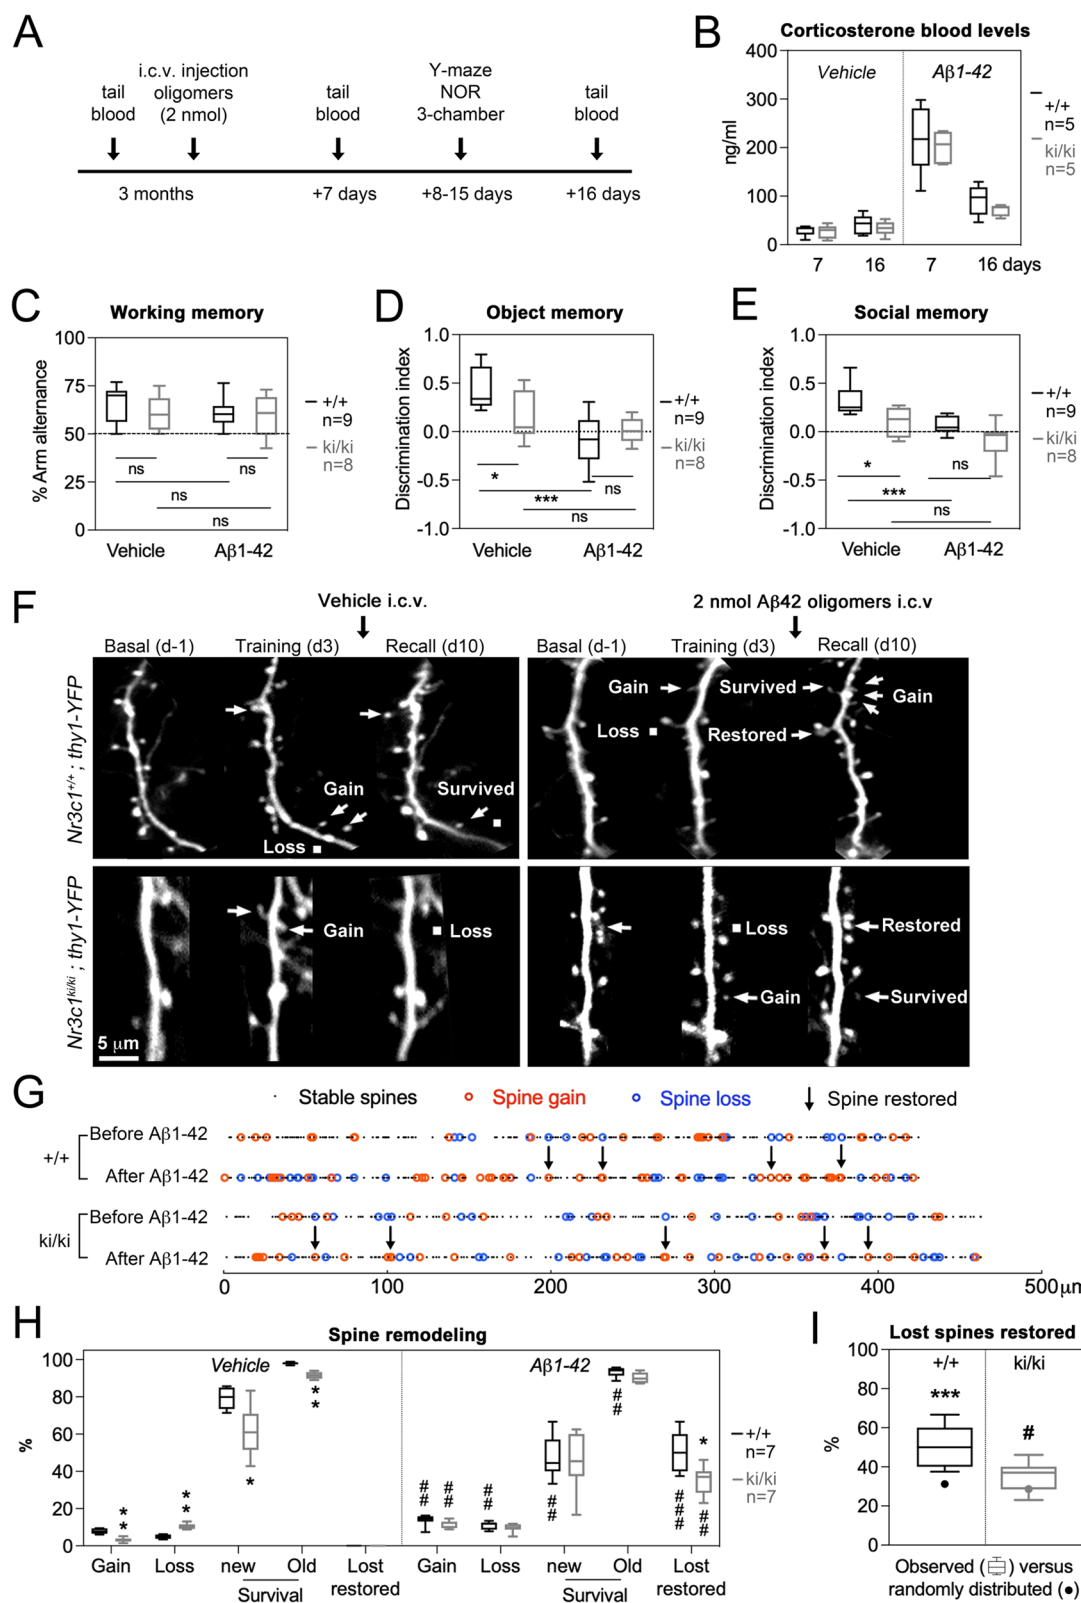 A
tail
blood
i.c.v. injection
oligomers
(2 nmol)
tail
blood
Y-maze
NOR
3-chamber
tail
blood
3 months
+7 days
+8-15 days
+16 days
B
Corticosterone blood levels
400
300
200
100
0
ng/ml
Vehicle
Aβ1-42
7
16
7
16 days
+/+
n=5
ki/ki
n=5
C
Working memory
100
75
50
25
0
% Arm alternance
ns
ns
ns
ns
Vehicle
Aβ1-42
+/+
n=9
ki/ki
n=8
D
Object memory
1.0
0.5
0.0
-0.5
-1.0
Discrimination index
*
ns
***
ns
Vehicle
Aβ1-42
+/+
n=9
ki/ki
n=8
E
Social memory
1.0
0.5
0.0
-0.5
-1.0
Discrimination index
*
ns
***
ns
Vehicle
Aβ1-42
+/+
n=9
ki/ki
n=8
F
Vehicle i.c.v.
2 nmol Aβ42 oligomers i.c.v
Basal (d-1)
Training (d3)
Recall (d10)
Basal (d-1)
Training (d3)
Recall (d10)
Nr3c1+/+; thy1-YFP
Gain
Survived
Loss
Gain
Survived
Gain
Loss
Restored
Nr3c1ki/ki; thy1-YFP
Gain
Loss
Loss
Restored
Gain
Survived
5 μm
G
Stable spines
Spine gain
Spine loss
Spine restored
+/+
Before Aβ1-42
After Aβ1-42
ki/ki
Before Aβ1-42
After Aβ1-42
0
100
200
300
400
500 μm
H
Spine remodeling
100
80
60
40
20
0
%
Vehicle
Aβ1-42
* *
* *
*
* *
# #
# #
# #
# #
# #
# # #
*
# #
Gain
Loss
new
Old
Survival
Lost
restored
Gain
Loss
new
Old
Survival
Lost
restored
+/+
n=7
ki/ki
n=7
I
Lost spines restored
100
80
60
40
20
0
%
+/+
ki/ki
***
#
Observed ( ) versus
randomly distributed (●)